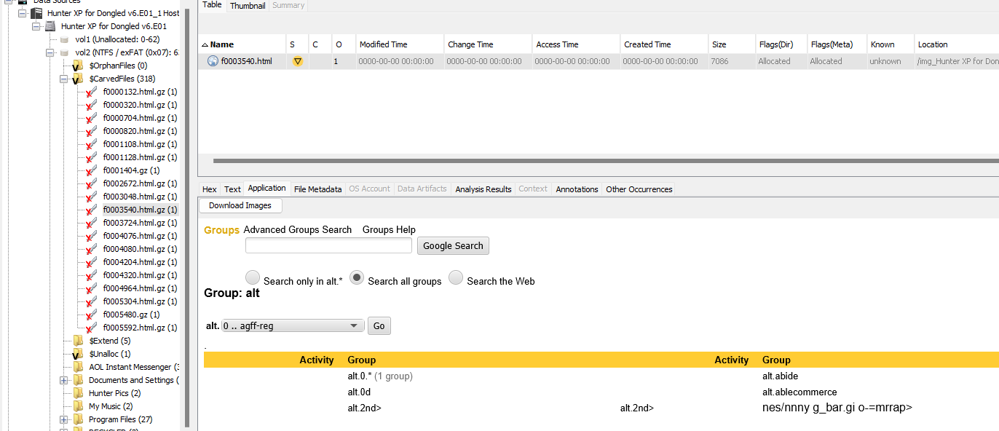 Data Sources
Hunter XP for Dongled v6.E01_1 Host
Hunter XP for Dongled v6.E01
vol1 (Unallocated: 0-62)
vol2 (NTFS / exFAT (0x07): 6
$OrphanFiles (0)
$CarvedFiles (318)
f0000132.html.gz (1)
f0000320.html.gz (1)
f0000704.html.gz (1)
f0000820.html.gz (1)
f0001108.html.gz (1)
f0001128.html.gz (1)
f0001404.gz (1)
f0002672.html.gz (1)
f0003048.html.gz (1)
f0003540.html.gz (1)
f0003724.html.gz (1)
f0004076.html.gz (1)
f0004080.html.gz (1)
f0004204.html.gz (1)
f0004320.html.gz (1)
f0004964.html.gz (1)
f0005304.html.gz (1)
f0005480.gz (1)
f0005592.html.gz (1)
$Extend (5)
$Unalloc (1)
AOL Instant Messenger (
Documents and Settings (
Hunter Pics (2)
My Music (2)
Program Files (27)
Table Thumbnail Summary
Name S C O Modified Time Change Time Access Time Created Time Size Flags(Dir) Flags(Meta) Known Location
f0003540.html 1 0000-00-00 00:00:00 0000-00-00 00:00:00 0000-00-00 00:00:00 0000-00-00 00:00:00 7086 Allocated Allocated unknown /img_Hunter XP for Don
Hex Text Application File Metadata OS Account Data Artifacts Analysis Results Context Annotations Other Occurrences
Download Images
Groups Advanced Groups Search Groups Help
Google Search
Search only in alt.* Search all groups Search the Web
Group: alt
alt. 0 .. agff-reg Go
.
Activity Group Activity Group
alt.0.* (1 group) alt.abide
alt.0d alt.ablecommerce
alt.2nd> alt.2nd> nes/nnny g_bar.gi o-=mrrap>